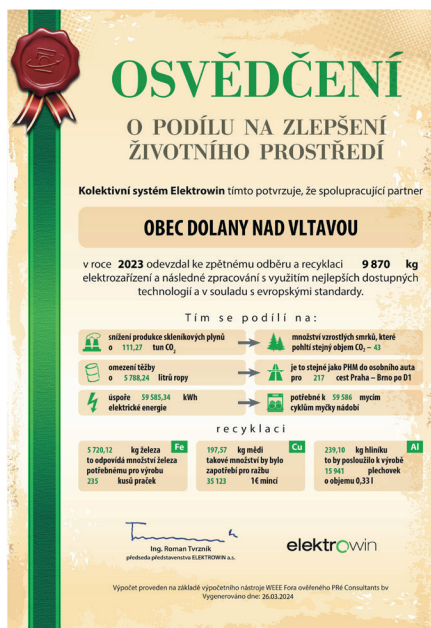 OSVĚDČENÍ
O PODÍLU NA ZLEPŠENÍ
ŽIVOTNÍHO PROSTŘEDÍ
Kolektivní systém Elektrowin tímto potvrzuje, že spolupracující partner
OBEC DOLANY NAD VLTAVOU
v roce 2023 odevzdal ke zpětnému odběru a recyklaci 9 870 kg
elektrozařízení a následné zpracování s využitím nejlepších dostupných
technologií a v souladu s evropskými standardy.
Tím se podílí na:
snížení produkce skleníkových plynů
o 111,27 tun CO2
množství vzrostlých smrků, které
pohltí stejný objem CO2 – 43
omezení těžby
o 5 788,24 litrů ropy
je to stejné jako PHM do osobního auta
pro 217 cest Praha – Brno po D1
úspoře 59 585,34 kWh
elektrické energie
potřebné k 59 586 mycím
cyklům myčky nádobí
recyklaci
5 720,12 kg železa Fe
to odpovídá množství železa
potřebnému pro výrobu
235 kusů praček
197,57 kg mědi Cu
takové množství by bylo
zapotřebí pro ražbu
35 123 1€ mincí
239,10 kg hliníku Al
to by posloužilo k výrobě
15 941 plechovek
o objemu 0,33 l
Ing. Roman Tvrzník
předseda představenstva ELEKTROWIN a.s.
elektrowin
Výpočet proveden na základě výpočetního nástroje WEEE Fora ověřeného PRé Consultants bv
Vygenerováno dne: 26.03.2024